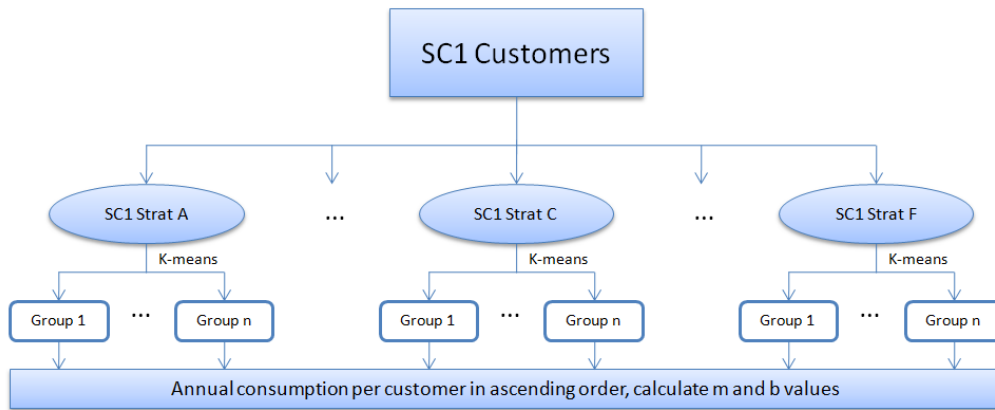 SC1 Customers
SC1 Strat A
...
SC1 Strat C
...
SC1 Strat F
K-means
K-means
K-means
Group 1
...
Group n
Group 1
...
Group n
Group 1
...
Group n
Annual consumption per customer in ascending order, calculate m and b values